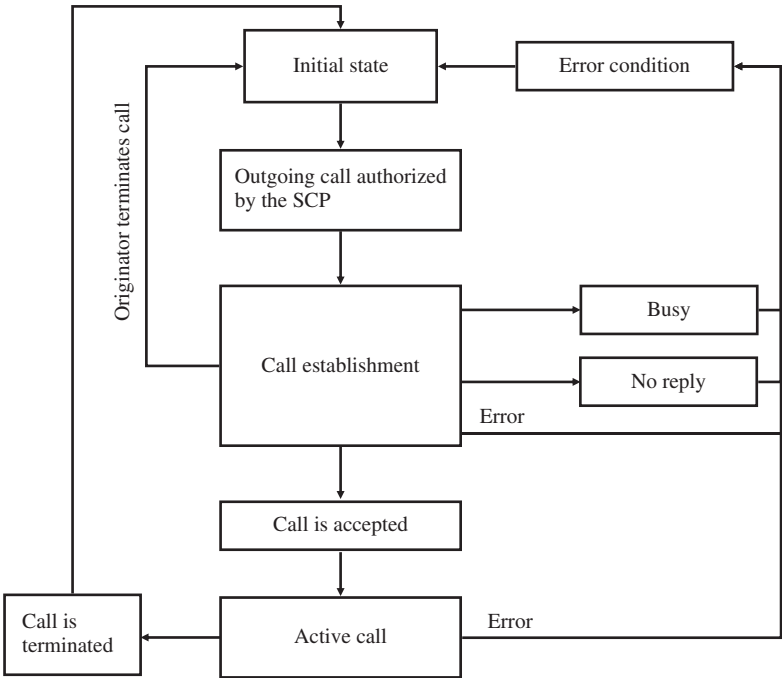 Initial state
Error condition
Originator terminates call
Outgoing call authorized
by the SCP
Call establishment
Busy
No reply
Error
Call is accepted
Call is
terminated
Active call
Error